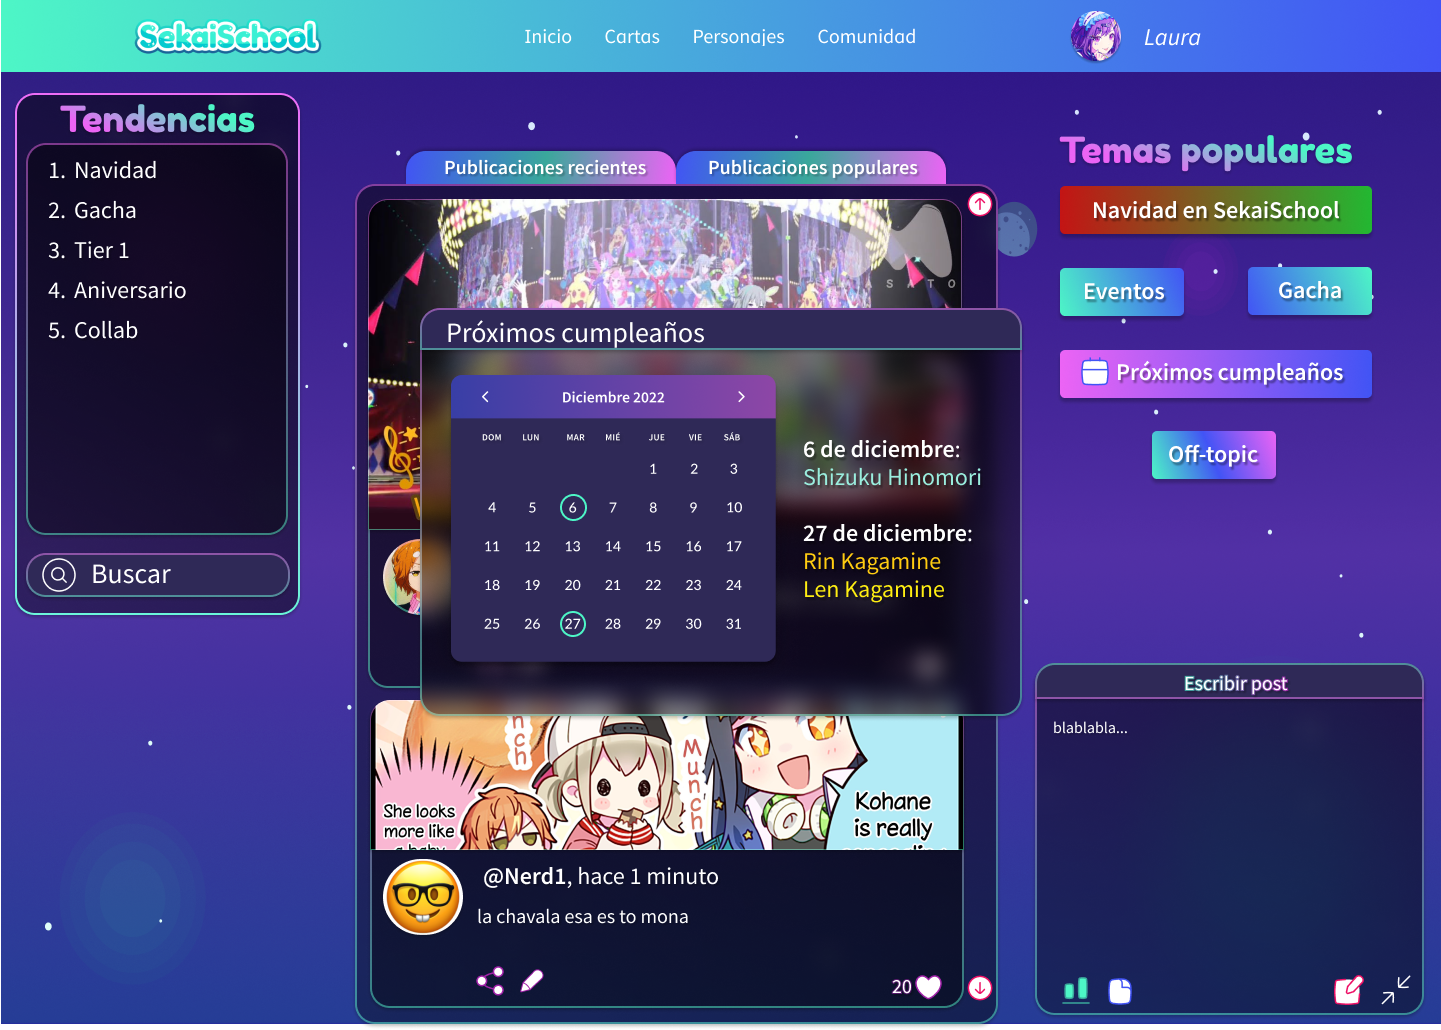 SekaiSchool
Inicio
Cartas
Personajes
Comunidad
Laura
Tendencias
1. Navidad
2. Gacha
3. Tier 1
4. Aniversario
5. Collab
Buscar
Publicaciones recientes
Publicaciones populares
ASATO
Próximos cumpleaños
Diciembre 2022
DOM LUN MAR MIÉ JUE VIE SÁB
1 2 3
4 5 6 7 8 9 10
11 12 13 14 15 16 17
18 19 20 21 22 23 24
25 26 27 28 29 30 31
6 de diciembre:
Shizuku Hinomori
27 de diciembre:
Rin Kagamine
Len Kagamine
nch
Munch
She looks
more like
a baby
Kohane
is really
@Nerd1, hace 1 minuto
la chavala esa es to mona
20
Temas populares
Navidad en SekaiSchool
Eventos
Gacha
Próximos cumpleaños
Off-topic
Escribir post
blablabla...